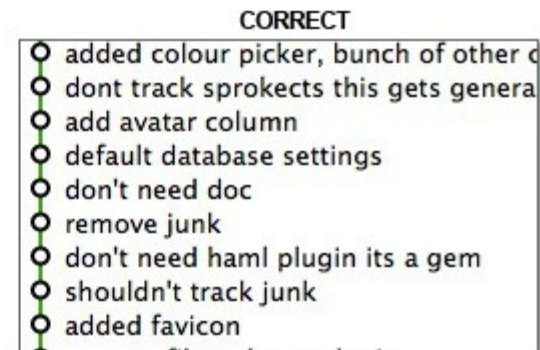 CORRECT
added colour picker, bunch of other
dont track sprokects this gets genera
add avatar column
default database settings
don't need doc
remove junk
don't need haml plugin its a gem
shouldn't track junk
added favicon